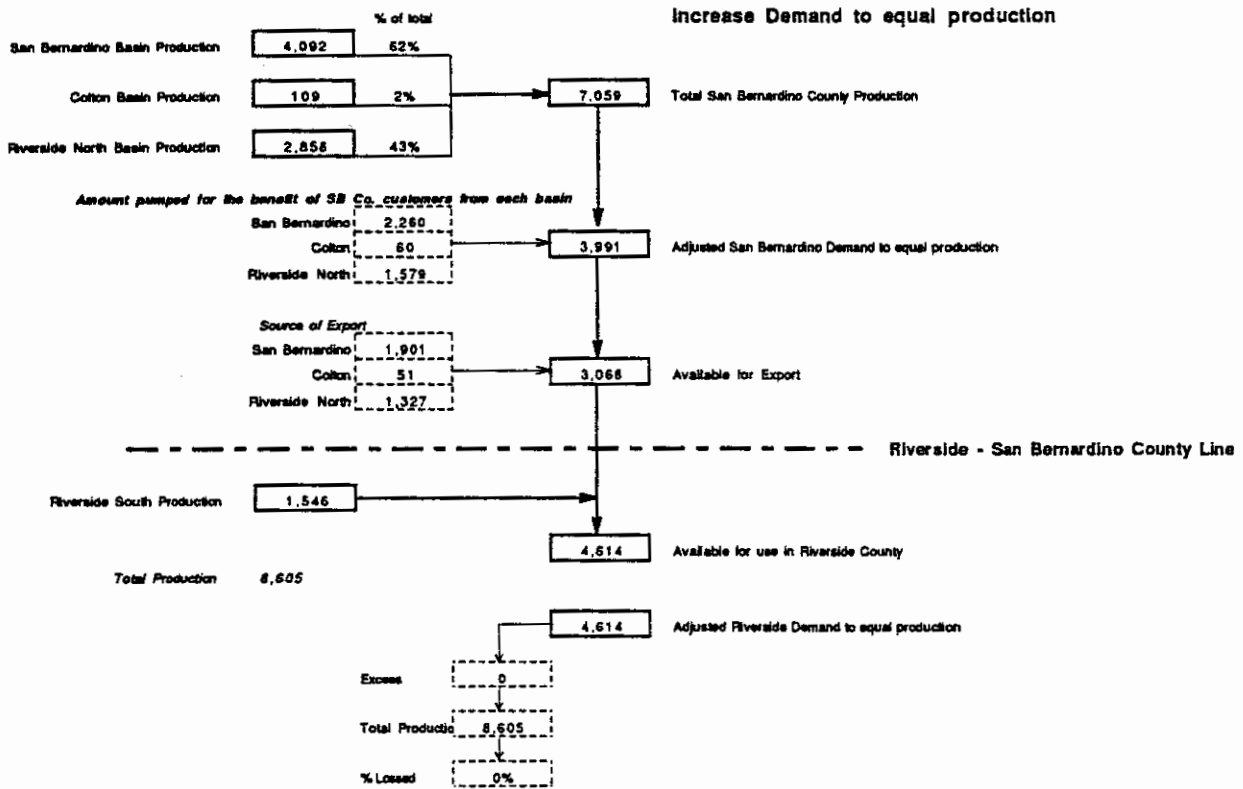 % of total
Increase Demand to equal production
San Bernardino Basin Production 4,092 62%
Colton Basin Production 109 2%
7,059 Total San Bernardino County Production
Riverside North Basin Production 2,858 43%
Amount pumped for the benefit of SB Co. customers from each basin
San Bernardino 2,260
Colton 60
3,991 Adjusted San Bernardino Demand to equal production
Riverside North 1,579
Source of Export
San Bernardino 1,901
Colton 51
3,068 Available for Export
Riverside North 1,327
Riverside - San Bernardino County Line
Riverside South Production 1,546
4,614 Available for use in Riverside County
Total Production 8,605
4,614 Adjusted Riverside Demand to equal production
Excess 0
Total Productio 8,605
% Lossed 0%